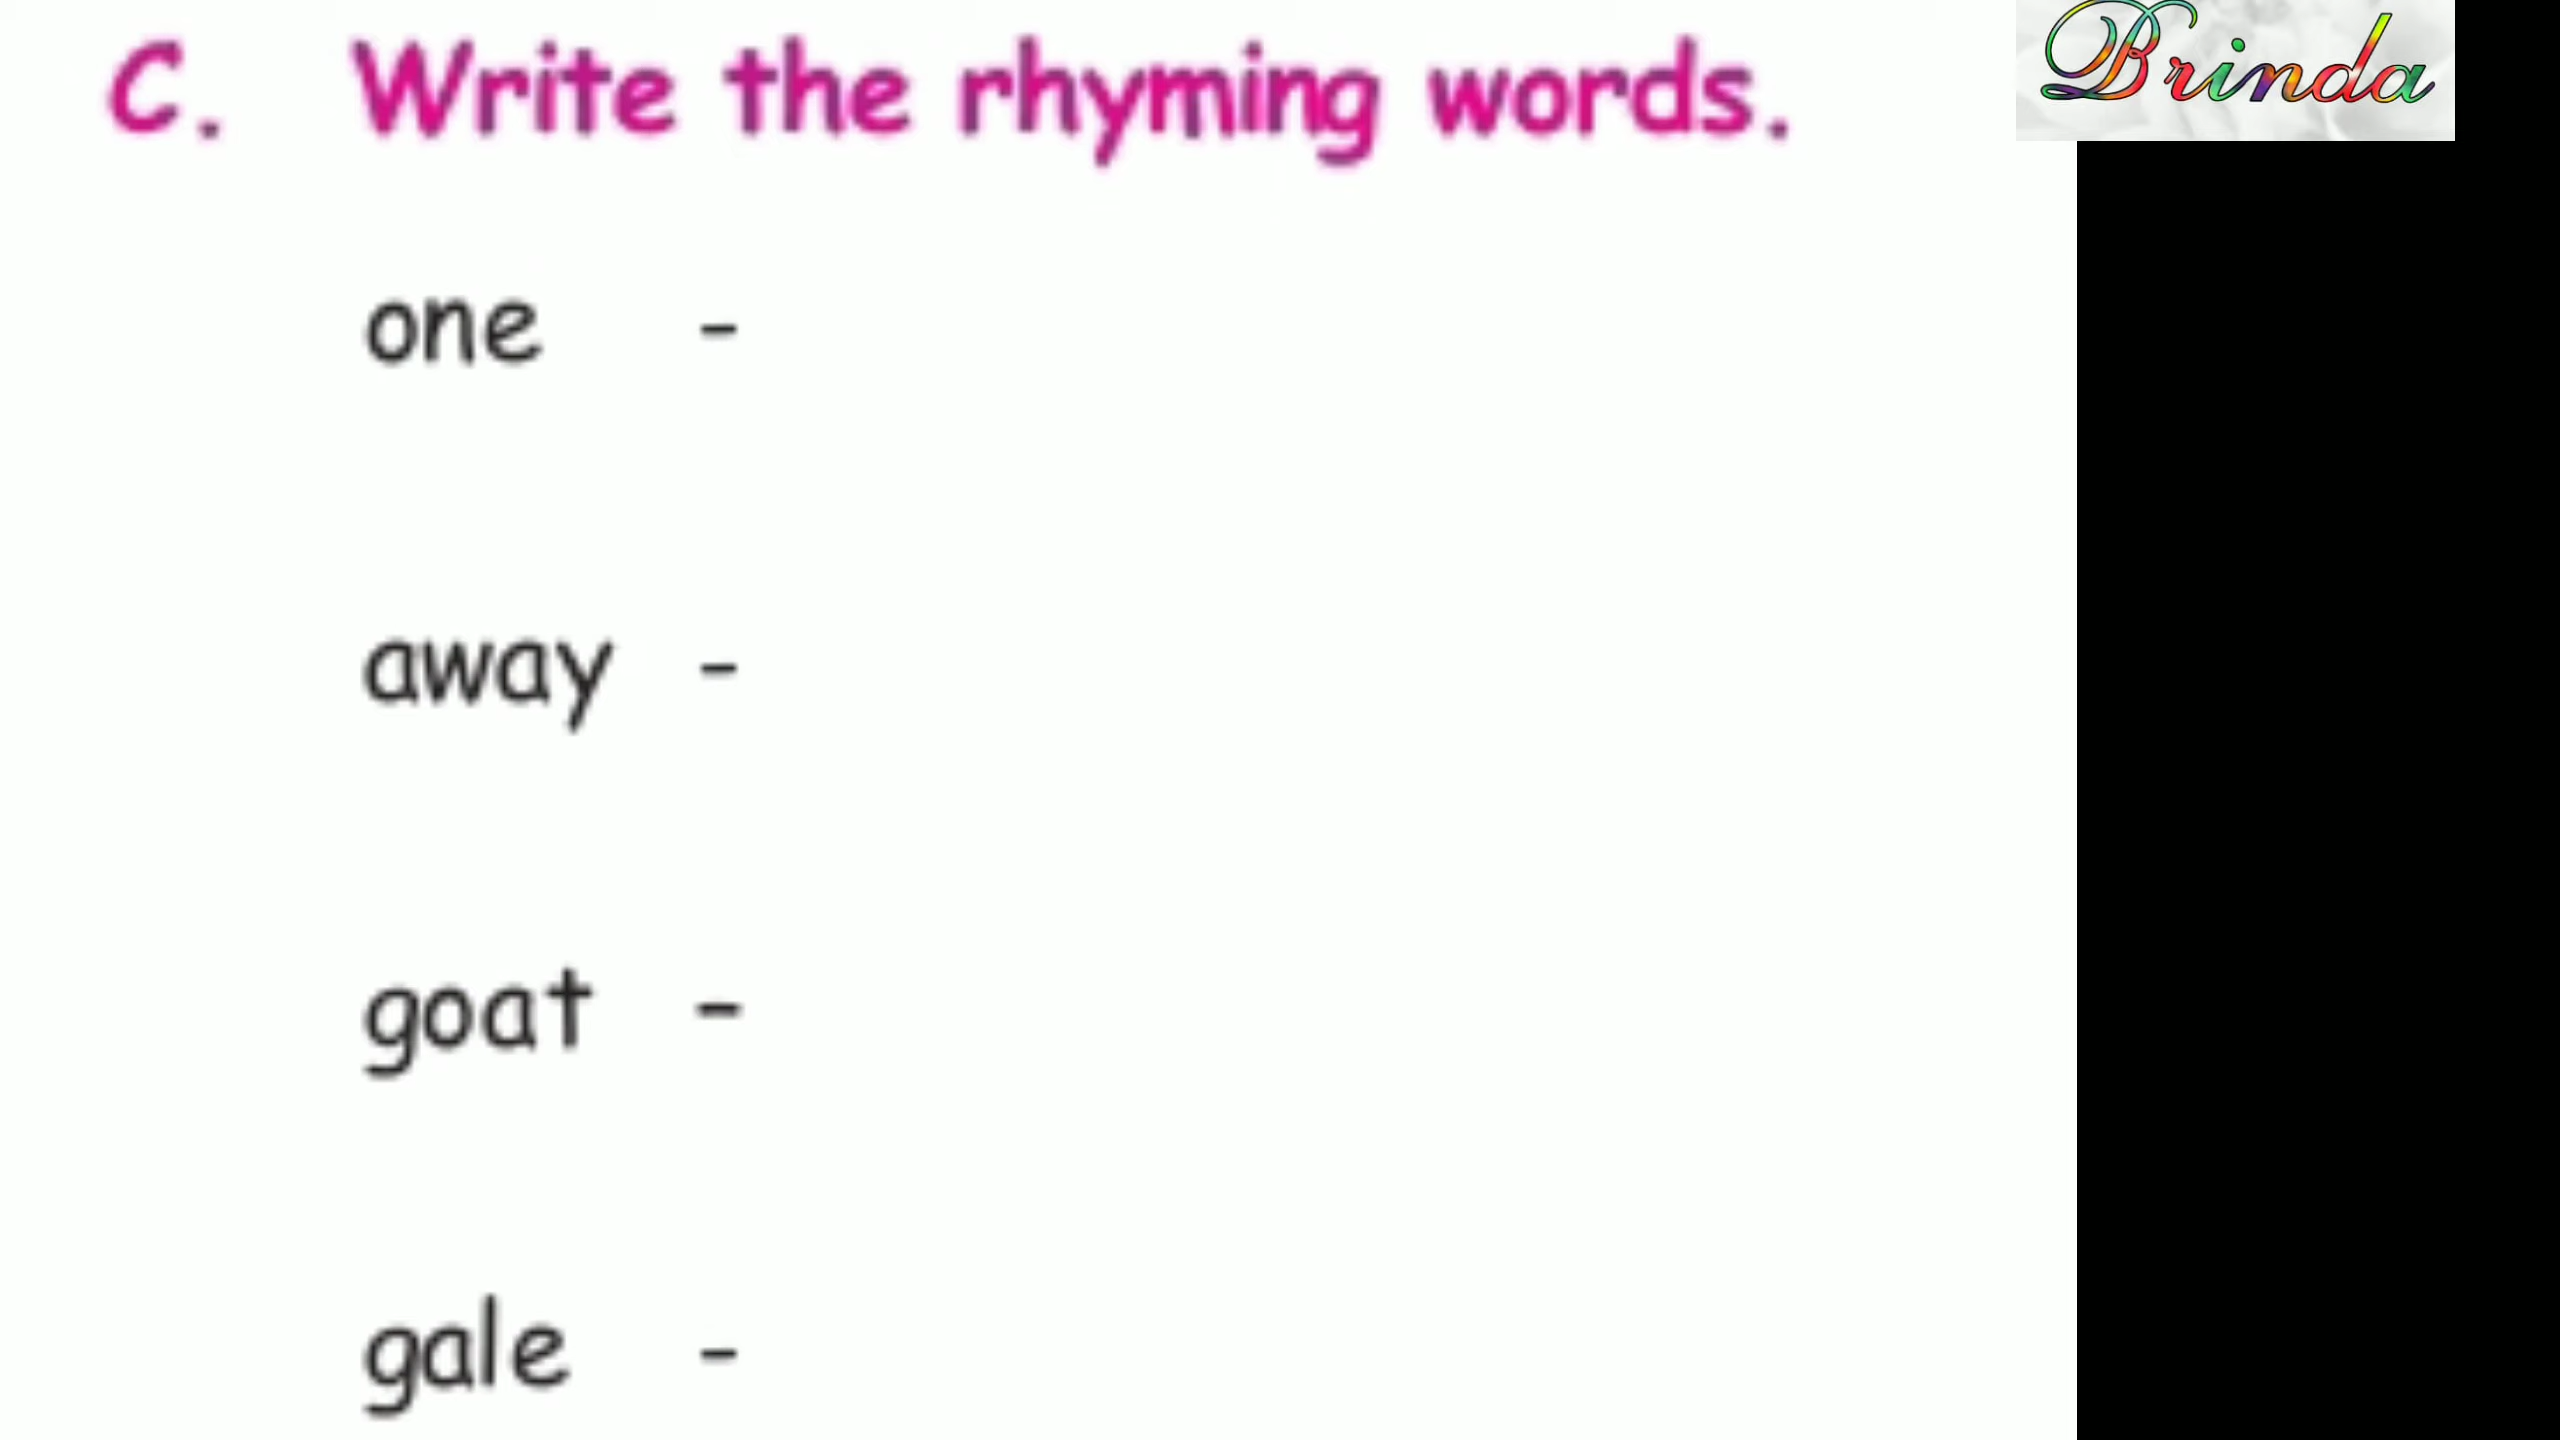 C. Write the rhyming words.
Brinda
one -
away -
goat -
gale -